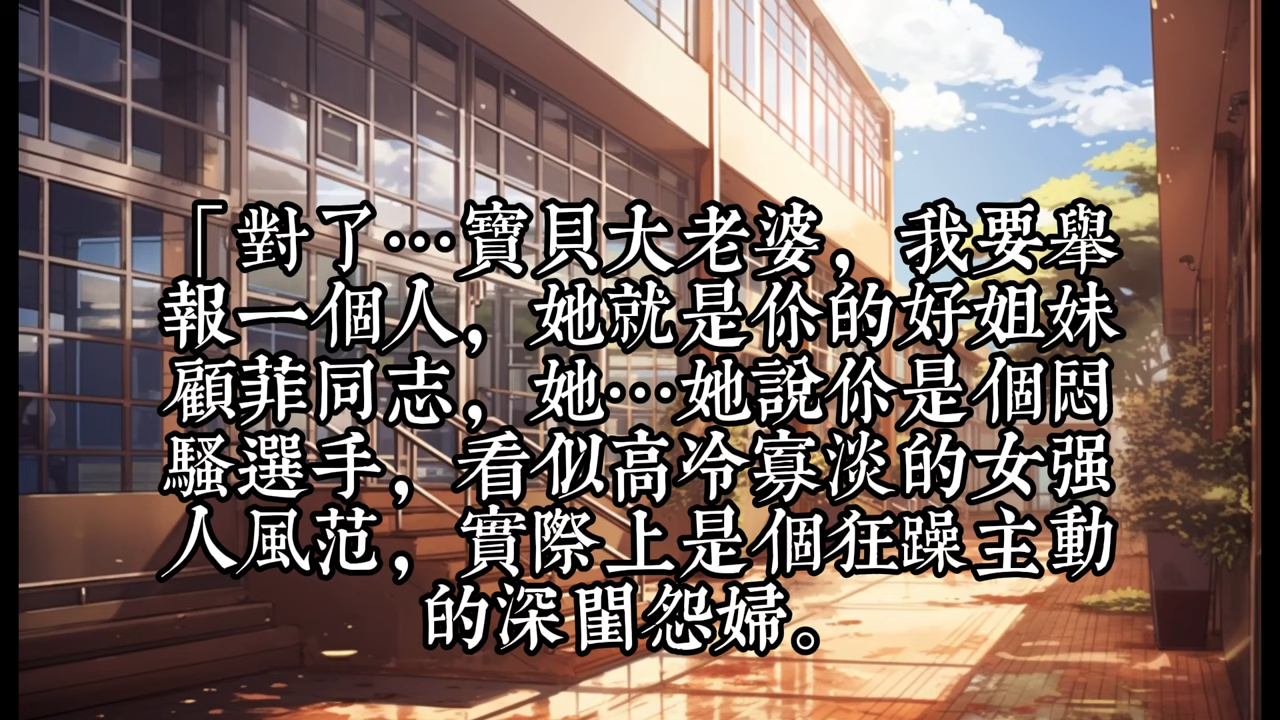 「對了…寶貝大老婆，我要舉
報一個人，她就是你的好姐妹
顧菲同志，她…她說你是個悶
騷選手，看似高冷寡淡的女强
人風范，實際上是個狂躁主動
的深閨怨婦。